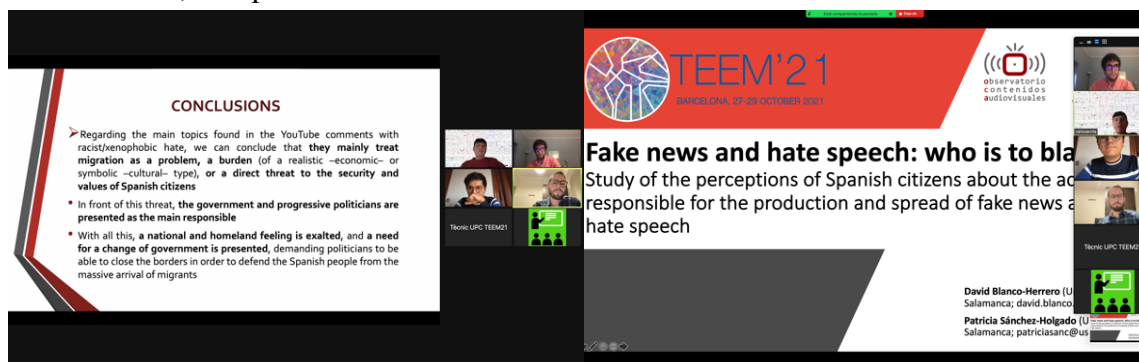 CONCLUSIONS
➢Regarding the main topics found in the YouTube comments with
racist/xenophobic hate, we can conclude that they mainly treat
migration as a problem, a burden (of a realistic –economic– or
symbolic –cultural– type), or a direct threat to the security and
values of Spanish citizens
• In front of this threat, the government and progressive politicians are
presented as the main responsible
• With all this, a national and homeland feeling is exalted, and a need
for a change of government is presented, demanding politicians to be
able to close the borders in order to defend the Spanish people from the
massive arrival of migrants
Tècnic UPC TEEM21
TEEM'21
BARCELONA, 27-29 OCTOBER 2021
observatorio
contenidos
audiovisuales
Fake news and hate speech: who is to bla
Study of the perceptions of Spanish citizens about the ac
responsible for the production and spread of fake news a
hate speech
David Blanco-Herrero (U
Salamanca; david.blanco.
Patricia Sánchez-Holgado (U
Salamanca; patriciasanc@us
Tècnic UPC TEEM2